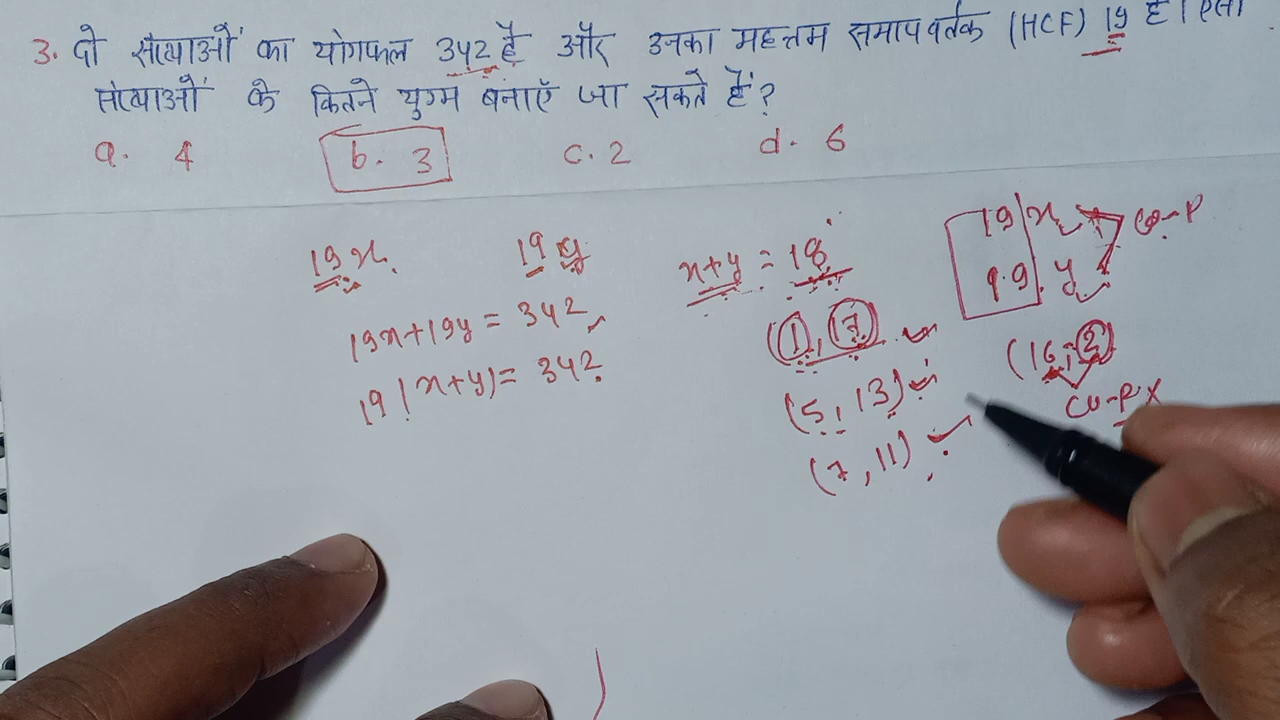 3. दो संख्याओं का योगफल 342 है और उनका महत्तम समापवर्तक (HCF) 19 है। ऐसी
संख्याओं के कितने युग्म बनाएँ जा सकते हैं?
a. 4 b. 3 c. 2 d. 6
19x 19y
19x+19y = 342
19(x+y) = 342
x+y = 18
(1, 17)
(5, 13)
(7, 11)
19 x
19 y
co-P
(16, 2)
co-P x